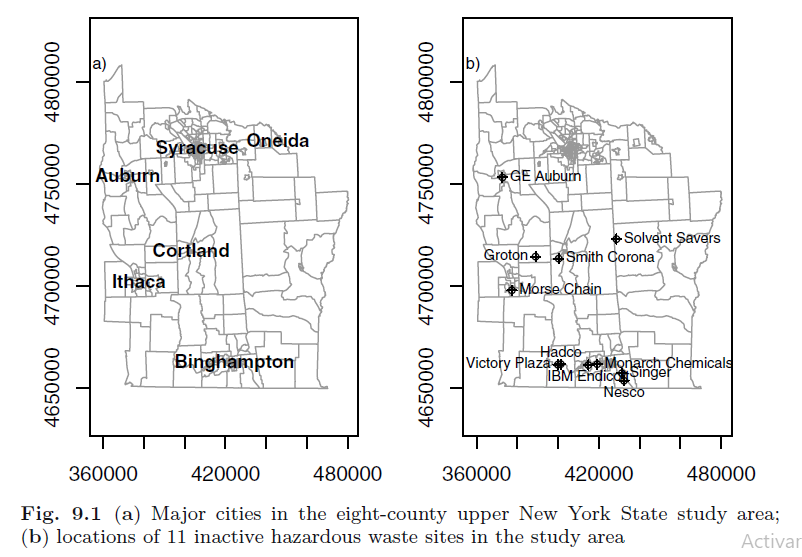 a)
4800000
4750000
4700000
4650000
Syracuse
Oneida
Auburn
Cortland
Ithaca
Binghampton
360000 420000 480000
b)
4800000
4750000
4700000
4650000
GE Auburn
Solvent Savers
Groton
Smith Corona
Morse Chain
Hadco
Victory Plaza
Monarch Chemicals
IBM Endicott
Singer
Nesco
360000 420000 480000
Fig. 9.1 (a) Major cities in the eight-county upper New York State study area;
(b) locations of 11 inactive hazardous waste sites in the study area
Activar